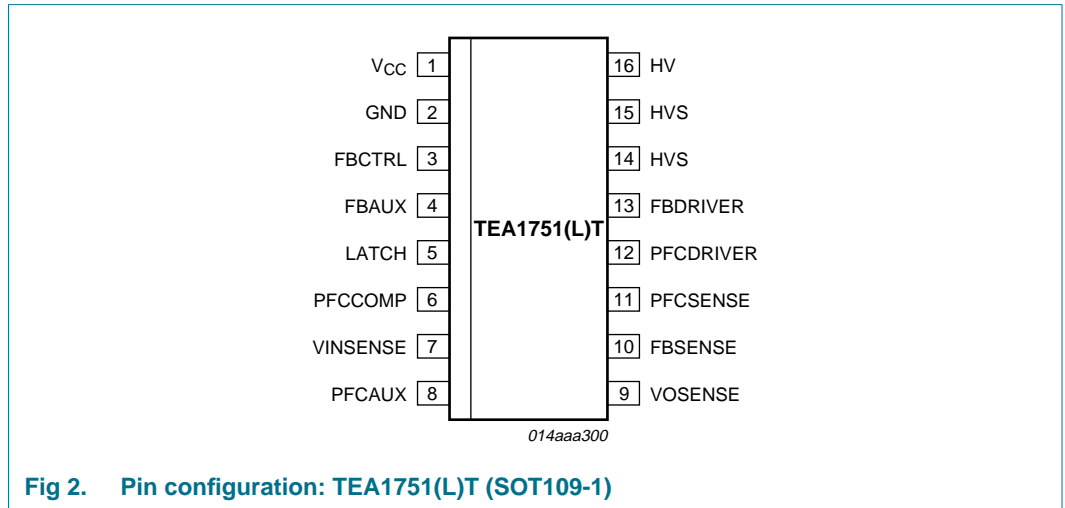 VCC 1 16 HV
GND 2 15 HVS
FBCTRL 3 14 HVS
FBAUX 4 13 FBDRIVER
TEA1751(L)T
LATCH 5 12 PFCDRIVER
PFCCOMP 6 11 PFCSENSE
VINSENSE 7 10 FBSENSE
PFCAUX 8 9 VOSENSE
014aaa300
Fig 2. Pin configuration: TEA1751(L)T (SOT109-1)